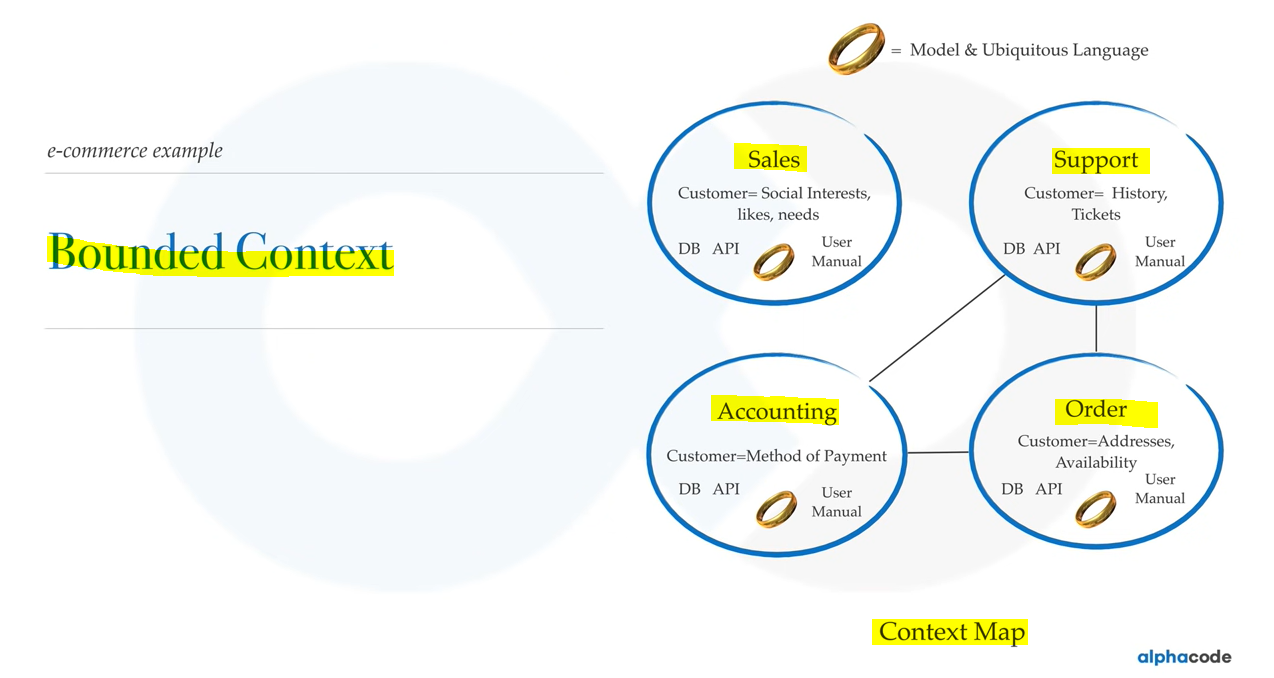 e-commerce example
Bounded Context
= Model & Ubiquitous Language
Sales
Customer= Social Interests,
likes, needs
DB API
User
Manual
Support
Customer= History,
Tickets
DB API
User
Manual
Accounting
Customer=Method of Payment
DB API
User
Manual
Order
Customer=Addresses,
Availability
DB API
User
Manual
Context Map
alphacode